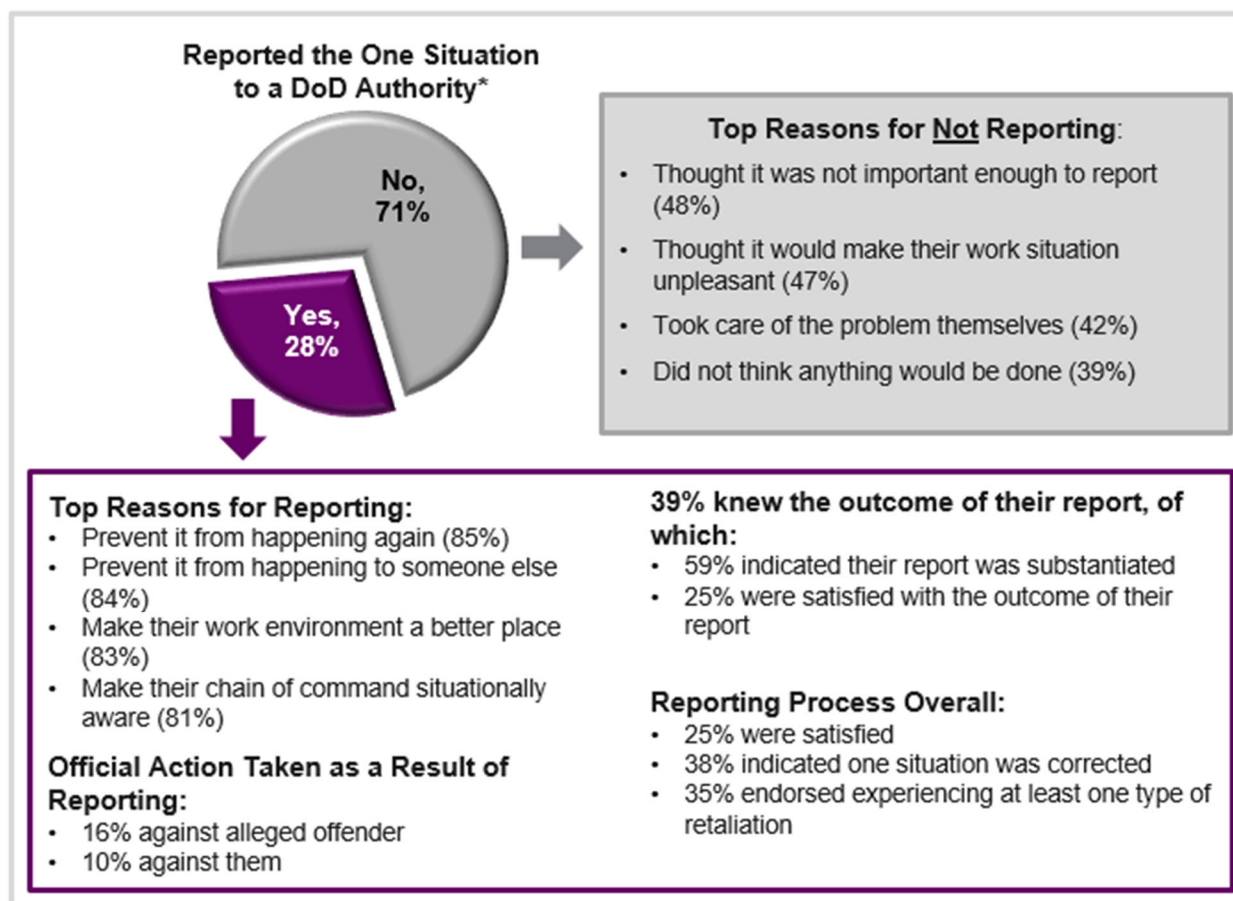 Reported the One Situation
to a DoD Authority*
No,
71%
Yes,
28%
Top Reasons for Not Reporting:
• Thought it was not important enough to report
(48%)
• Thought it would make their work situation
unpleasant (47%)
• Took care of the problem themselves (42%)
• Did not think anything would be done (39%)
Top Reasons for Reporting:
• Prevent it from happening again (85%)
• Prevent it from happening to someone else
(84%)
• Make their work environment a better place
(83%)
• Make their chain of command situationally
aware (81%)
Official Action Taken as a Result of
Reporting:
• 16% against alleged offender
• 10% against them
39% knew the outcome of their report, of
which:
• 59% indicated their report was substantiated
• 25% were satisfied with the outcome of their
report
Reporting Process Overall:
• 25% were satisfied
• 38% indicated one situation was corrected
• 35% endorsed experiencing at least one type of
retaliation